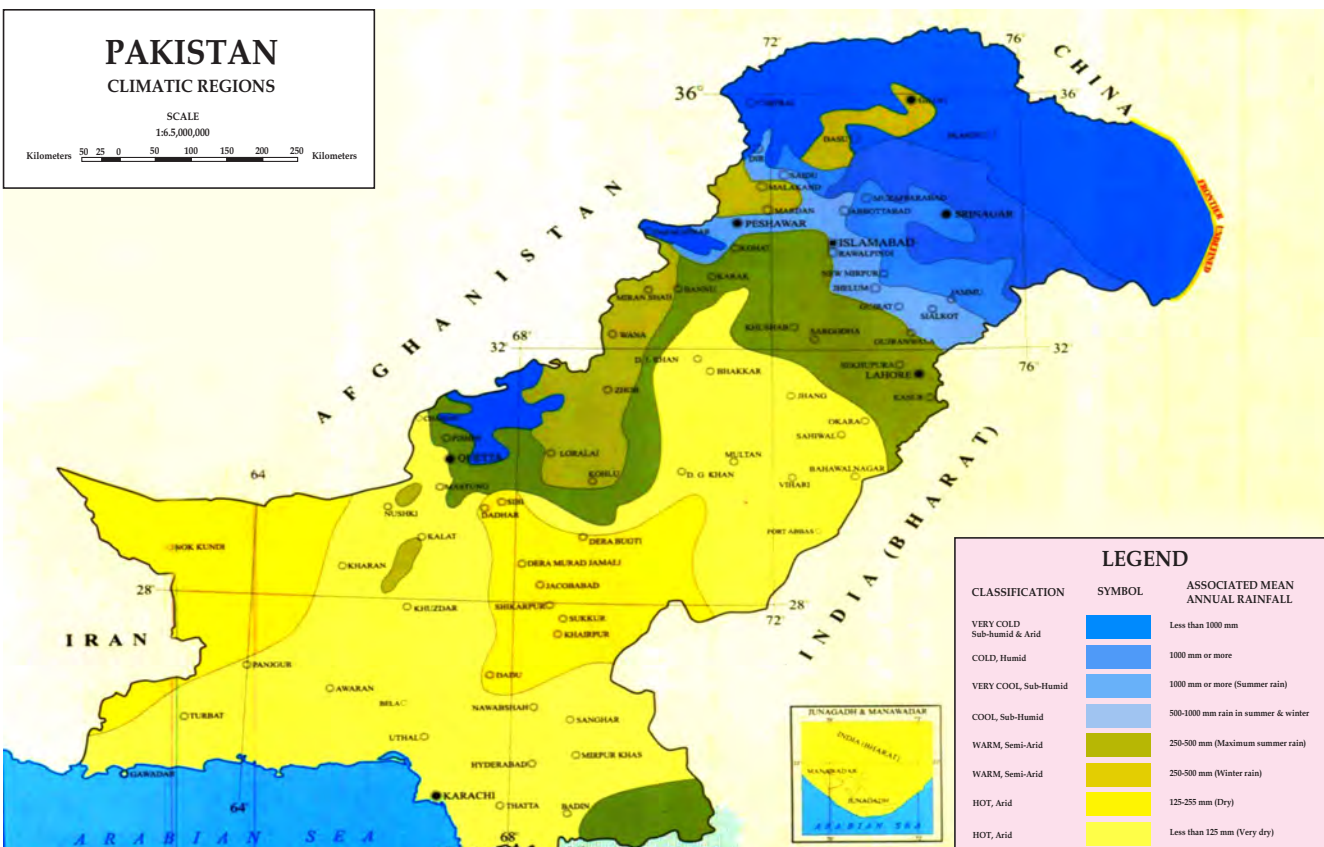 PAKISTAN
CLIMATIC REGIONS
SCALE
1:6.5,000,000
Kilometers 50 25 0 50 100 150 200 250 Kilometers
72°
76°
CHINA
36°
36
GILGIT
CHITRAL
DASU
DIR
SAIDU
MALAKAND
MUZAFFARABAD
MARDAN
ABBOTTABAD
SRINAGAR
PESHAWAR
FRONTIER UNDEFINED
ISLAMABAD
RAWALPINDI
KOHAT
AFGHANISTAN
KARAK
NEW MIRPUR
MIRAN SHAH
BANNU
JHELUM
JAMMU
GUJRAT
SIALKOT
WANA
KHUSHAB
SARGODHA
GUJRANWALA
68°
32°
32
76°
D. I. KHAN
BHAKKAR
SHIKHUPURA
LAHORE
ZHOB
JHANG
KASUR
OKARA
SAHIWAL
PISHIN
QUETTA
LORALAI
MULTAN
64
KOHLU
D. G KHAN
BAHAWALNAGAR
VIHARI
MASTUNG
SIBI
NUSHKI
DADHAR
PORT ABBAS
KALAT
DERA BUGTI
NOK KUNDI
KHARAN
DERA MURAD JAMALI
JACOBABAD
28°
28
72°
KHUZDAR
SHIKARPUR
SUKKUR
KHAIRPUR
INDIA (BHARAT)
IRAN
PANJGUR
DADU
AWARAN
BELA
NAWABSHAH
TURBAT
SANGHAR
UTHAL
HYDERABAD
MIRPUR KHAS
GAWADAR
64°
KARACHI
THATTA
BADIN
68°
ARABIAN SEA
JUNAGADH & MANAWADAR
INDIA (BHARAT)
MANAWADAR
JUNAGADH
ARABIAN SEA
LEGEND
CLASSIFICATION SYMBOL ASSOCIATED MEAN
ANNUAL RAINFALL
VERY COLD
Sub-humid & Arid Less than 1000 mm
COLD, Humid 1000 mm or more
VERY COOL, Sub-Humid 1000 mm or more (Summer rain)
COOL, Sub-Humid 500-1000 mm rain in summer & winter
WARM, Semi-Arid 250-500 mm (Maximum summer rain)
WARM, Semi-Arid 250-500 mm (Winter rain)
HOT, Arid 125-255 mm (Dry)
HOT, Arid Less than 125 mm (Very dry)